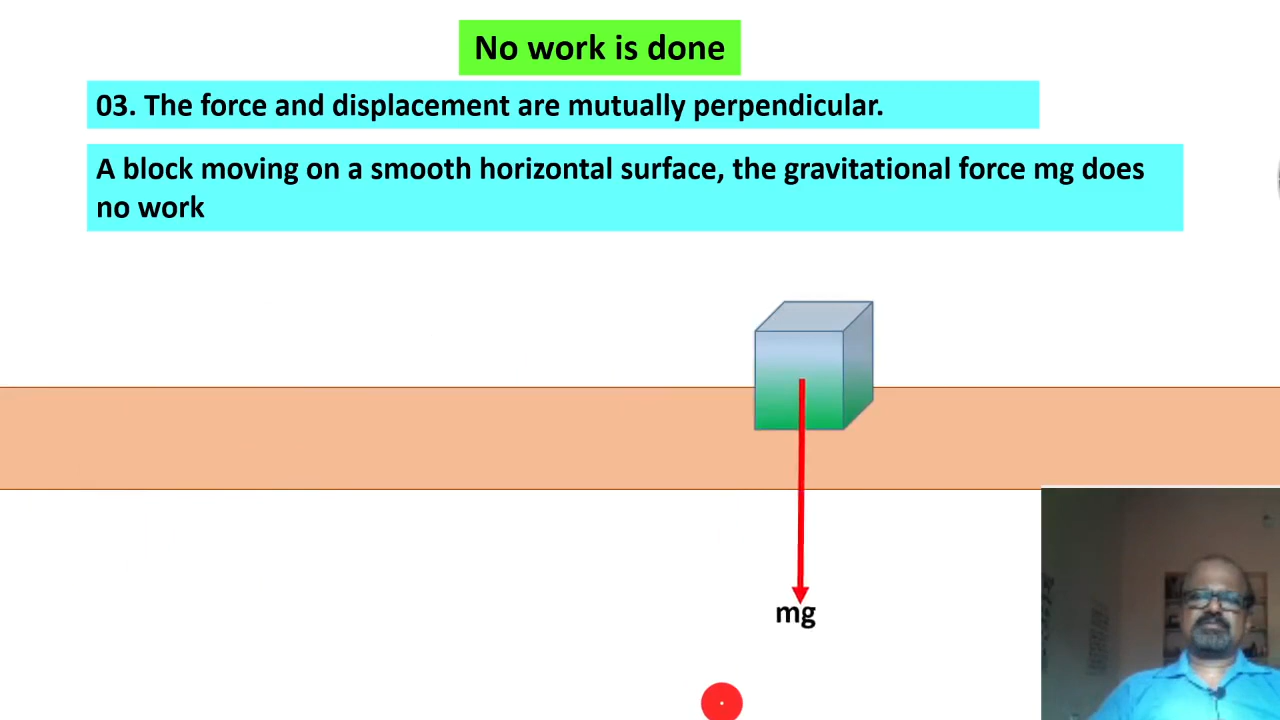 No work is done
03. The force and displacement are mutually perpendicular.
A block moving on a smooth horizontal surface, the gravitational force mg does
no work
mg